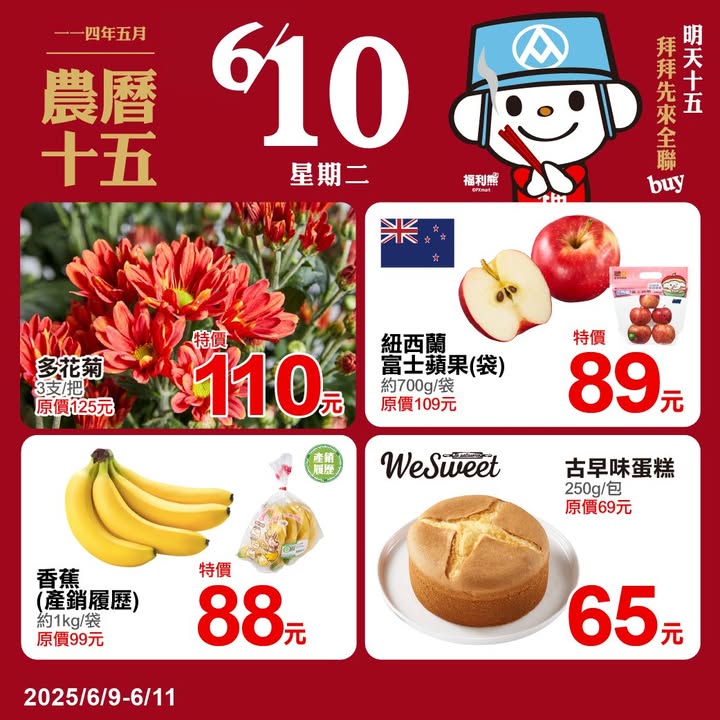 一一四年五月
農曆
十五
6/10
星期二
明天十五
拜拜先來全聯
buy
福利熊
©PXmart
多花菊
3支/把
原價125元
特價
110元
紐西蘭
富士蘋果(袋)
約700g/袋
原價109元
特價
89元
產銷
履歷
香蕉
(產銷履歷)
約1kg/袋
原價99元
特價
88元
WeSweet
古早味蛋糕
250g/包
原價69元
65元
2025/6/9-6/11